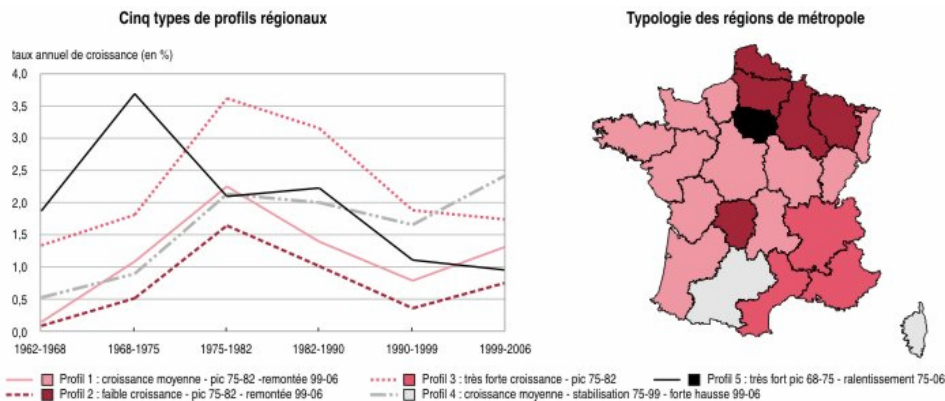 Cinq types de profils régionaux
Typologie des régions de métropole
taux annuel de croissance (en %)
4,0
3,5
3,0
2,5
2,0
1,5
1,0
0,5
0,0
1962-1968 1968-1975 1975-1982 1982-1990 1990-1999 1999-2006
Profil 1 : croissance moyenne - pic 75-82 -remontée 99-06
Profil 3 : très forte croissance - pic 75-82
Profil 5 : très fort pic 68-75 - ralentissement 75-06
Profil 2 : faible croissance - pic 75-82 - remontée 99-06
Profil 4 : croissance moyenne - stabilisation 75-99 - forte hausse 99-06